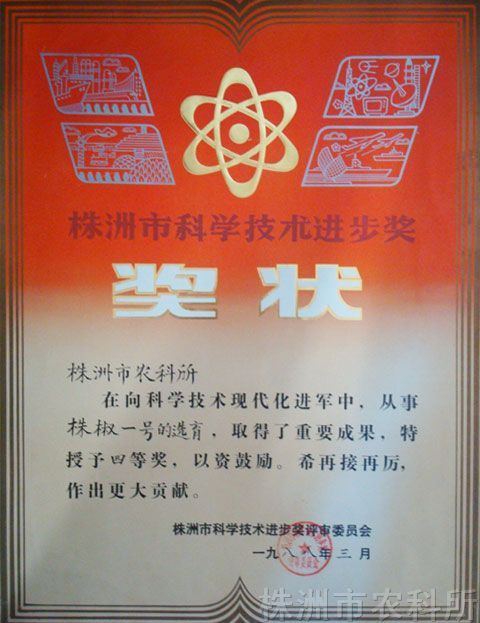 株洲市科学技术进步奖
奖状
株洲市农科所
在向科学技术现代化进军中，从事
株椒一号的选育，取得了重要成果，特
授予四等奖，以资鼓励。希再接再厉，
作出更大贡献。
株洲市科学技术进步奖评审委员会
一九八八年三月
株洲市农科所